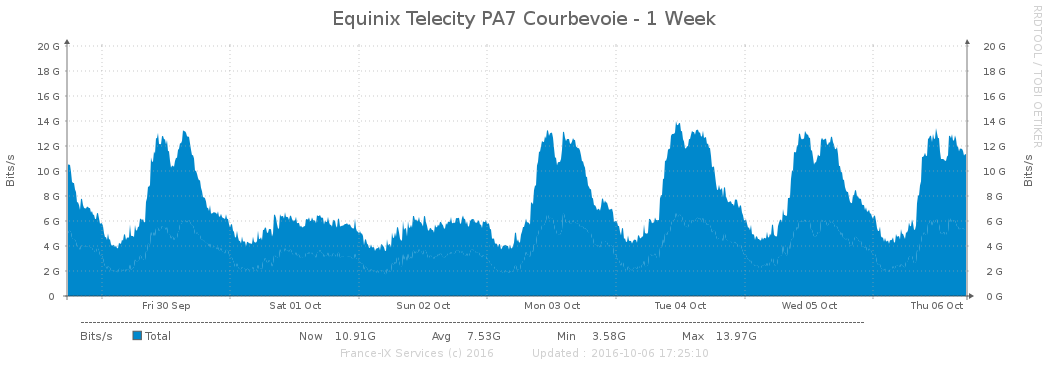 Equinix Telecity PA7 Courbevoie - 1 Week
RRDTOOL / TOBI OETIKER
Bits/s
20 G 20 G
18 G 18 G
16 G 16 G
14 G 14 G
12 G 12 G
10 G 10 G
8 G 8 G
6 G 6 G
4 G 4 G
2 G 2 G
0 0 G
Bits/s
Fri 30 Sep Sat 01 Oct Sun 02 Oct Mon 03 Oct Tue 04 Oct Wed 05 Oct Thu 06 Oct
Bits/s Total Now 10.91G Avg 7.53G Min 3.58G Max 13.97G
France-IX Services (c) 2016 Updated : 2016-10-06 17:25:10